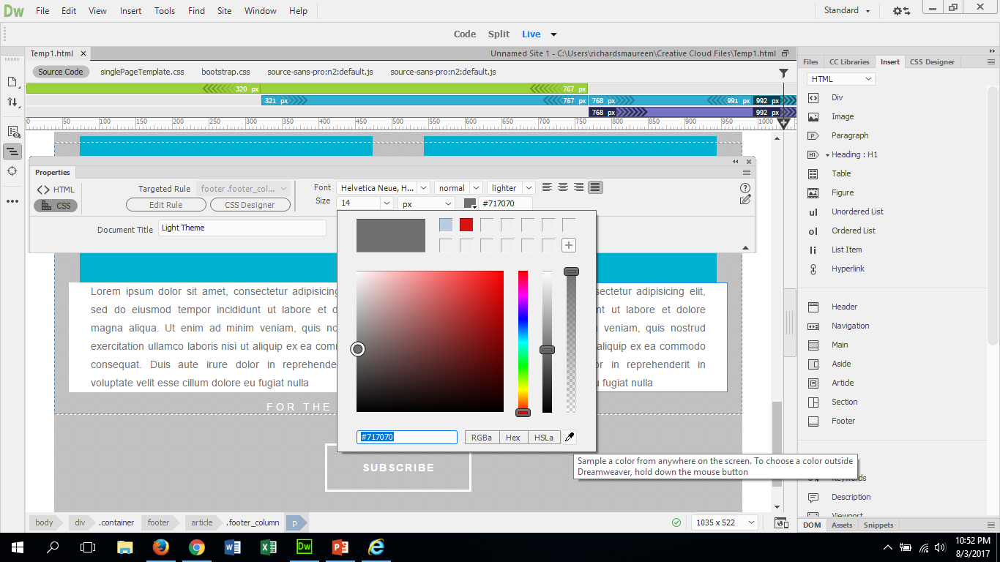 Dw File Edit View Insert Tools Find Site Window Help Standard
Code Split Live
Temp1.html Unnamed Site 1 - C:\Users\richardsmaureen\Creative Cloud Files\Temp1.html
Files CC Libraries Insert CSS Designer
Source Code singlePageTemplate.css bootstrap.css source-sans-pro:n2:default.js source-sans-pro:n2:default.js
HTML
320 px 767 px
321 px 767 px 768 px 991 px 992 px
768 px 992 px
0 50 100 150 200 250 300 350 400 450 500 550 600 650 700 750 800 850 900 950 1000
Div
Image
Paragraph
Heading : H1
Table
Figure
ul Unordered List
ol Ordered List
li List Item
Hyperlink
Header
Navigation
Main
Aside
Article
Section
Footer
Keywords
Description
Viewport
Properties
HTML
CSS
Targeted Rule footer .footer_col...
Edit Rule CSS Designer
Font Helvetica Neue, H... normal lighter
Size 14 px #717070
Document Title Light Theme
Lorem ipsum dolor sit amet, consectetur adipisicing
sed do eiusmod tempor incididunt ut labore et d
magna aliqua. Ut enim ad minim veniam, quis no
exercitation ullamco laboris nisi ut aliquip ex ea com
consequat. Duis aute irure dolor in reprehende
voluptate velit esse cillum dolore eu fugiat nulla
sectetur adipisicing elit,
nt ut labore et dolore
veniam, quis nostrud
aliquip ex ea commodo
or in reprehenderit in
u fugiat nulla
FOR THE
#717070 RGBa Hex HSLa
Sample a color from anywhere on the screen. To choose a color outside
Dreamweaver, hold down the mouse button
SUBSCRIBE
body div .container footer article .footer_column p 1035 x 522
DOM Assets Snippets
10:52 PM
8/3/2017